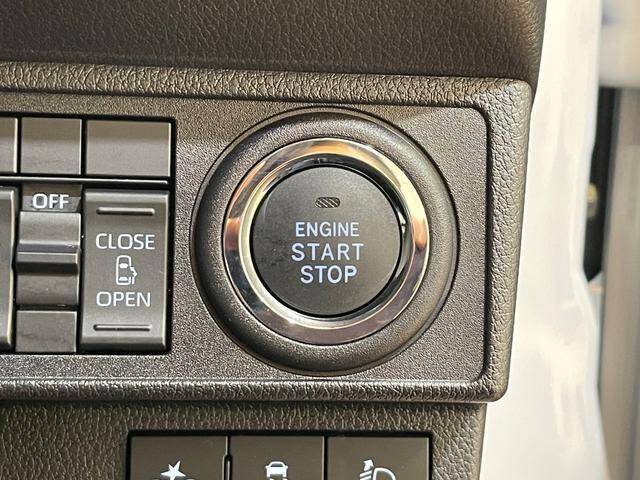 OFF
CLOSE
OPEN
ENGINE
START
STOP